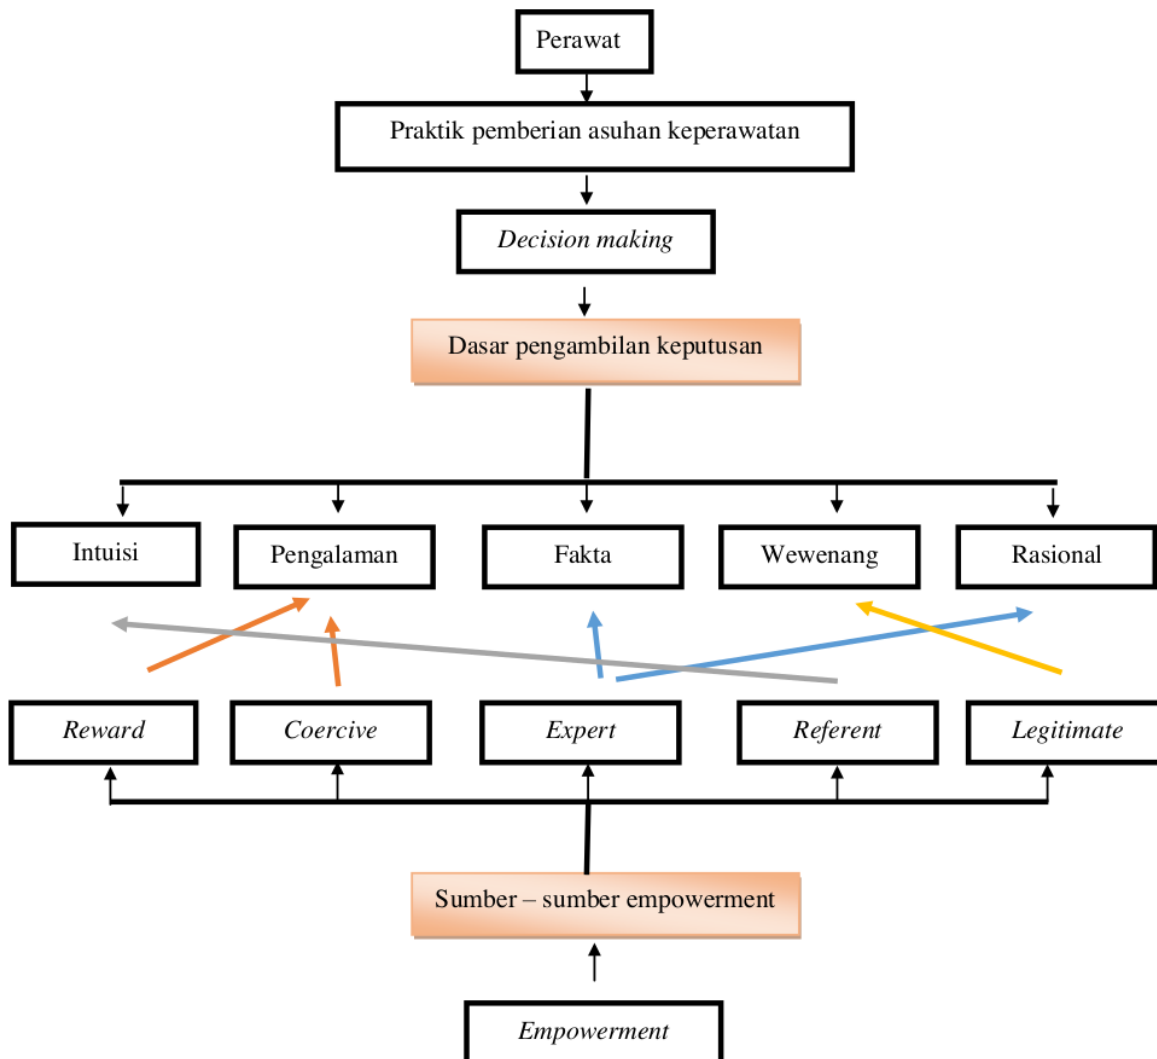 Perawat
Praktik pemberian asuhan keperawatan
Decision making
Dasar pengambilan keputusan
Intuisi
Pengalaman
Fakta
Wewenang
Rasional
Reward
Coercive
Expert
Referent
Legitimate
Sumber – sumber empowerment
Empowerment